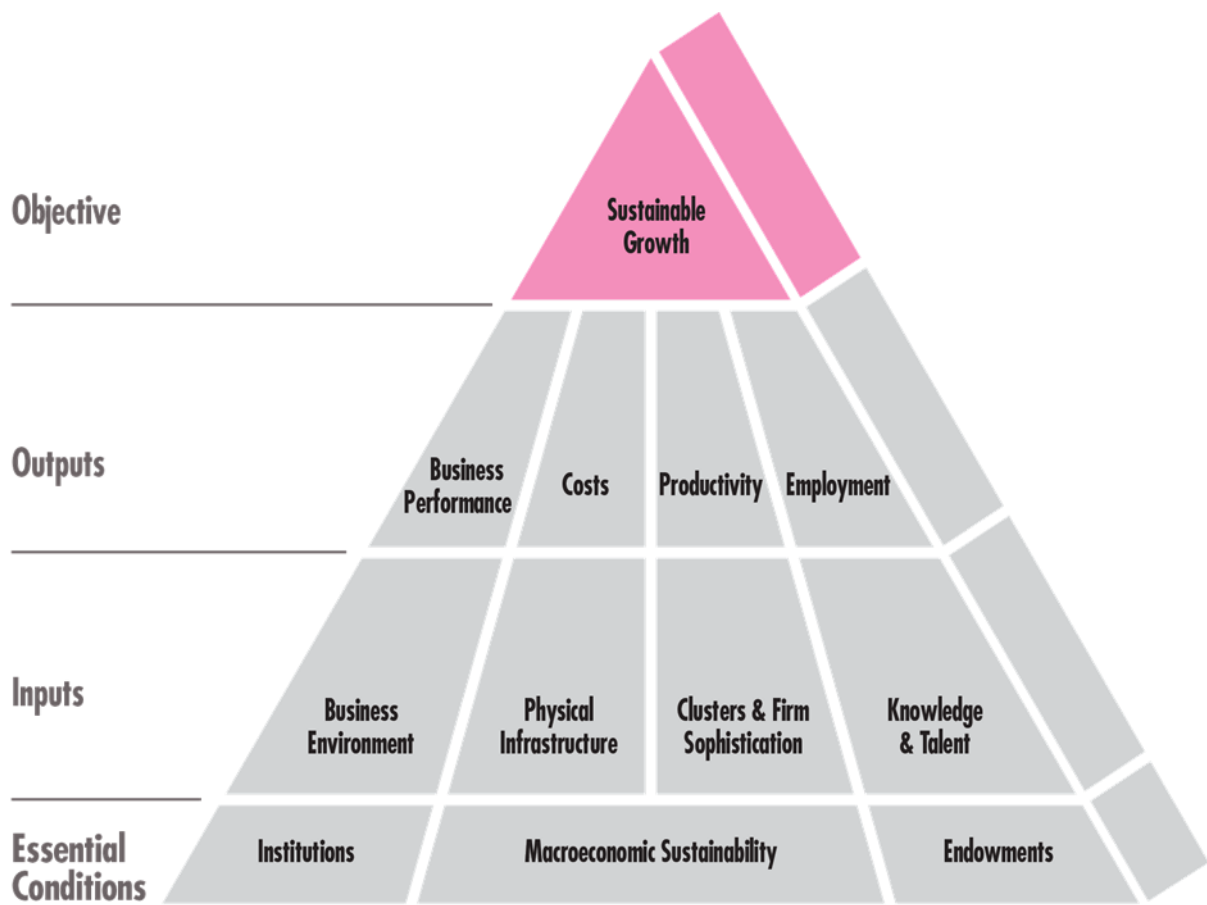 Objective
Sustainable
Growth
Outputs
Business
Performance
Costs
Productivity
Employment
Inputs
Business
Environment
Physical
Infrastructure
Clusters & Firm
Sophistication
Knowledge
& Talent
Essential
Conditions
Institutions
Macroeconomic Sustainability
Endowments